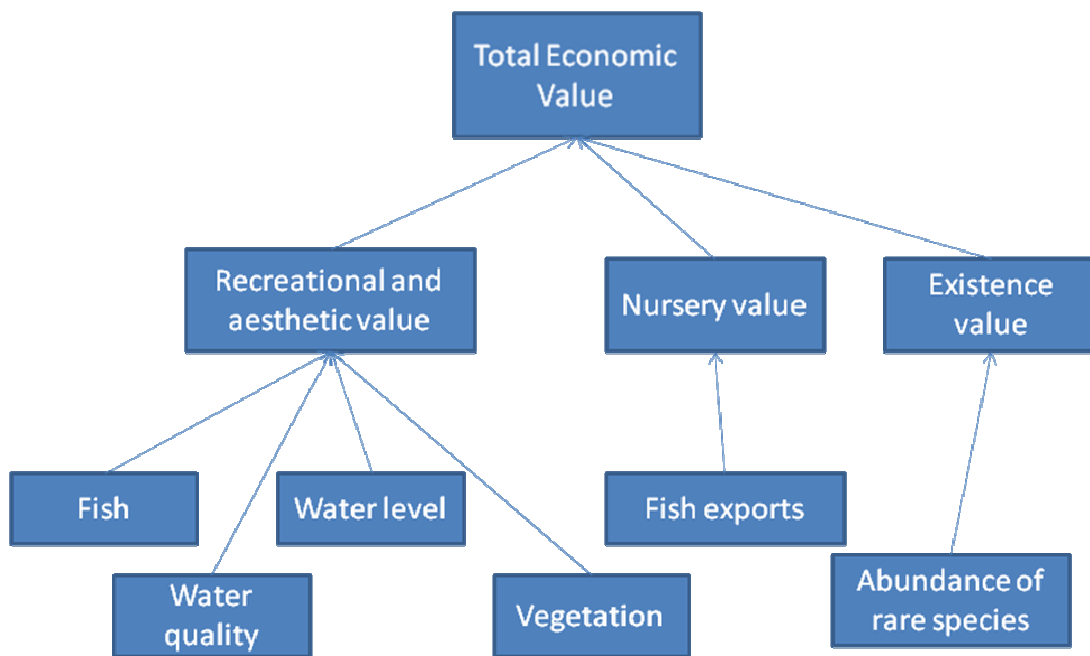 Total Economic
Value
Recreational and
aesthetic value
Nursery value
Existence
value
Fish
Water level
Fish exports
Water
quality
Vegetation
Abundance of
rare species